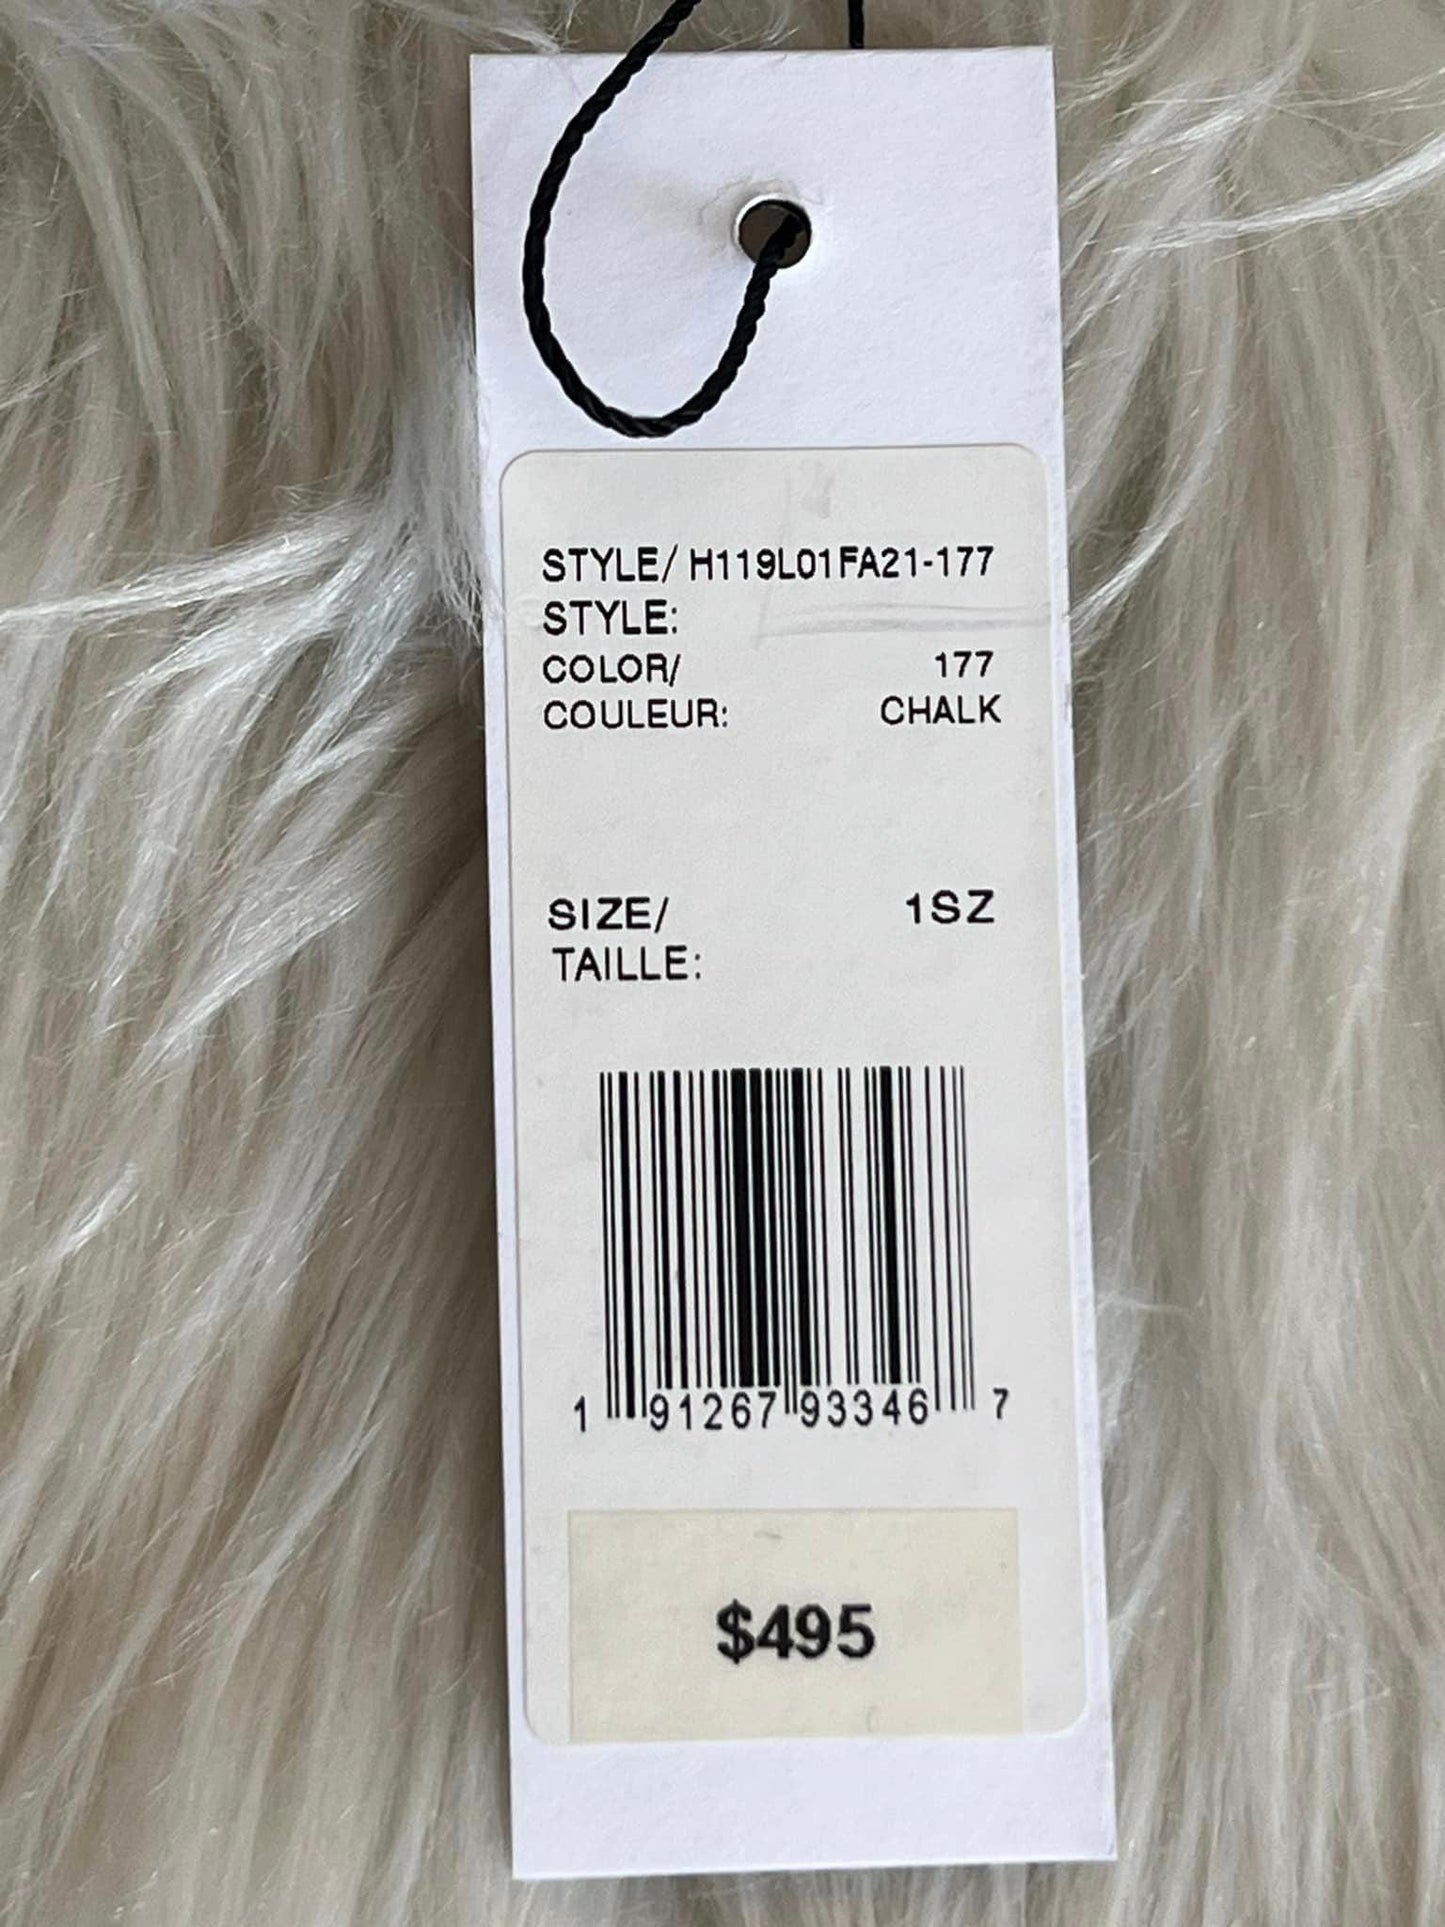 STYLE/ H119L01FA21-177
STYLE:
COLOR/ 177
COULEUR: CHALK
SIZE/ 1SZ
TAILLE:
1 91267 93346 7
$495